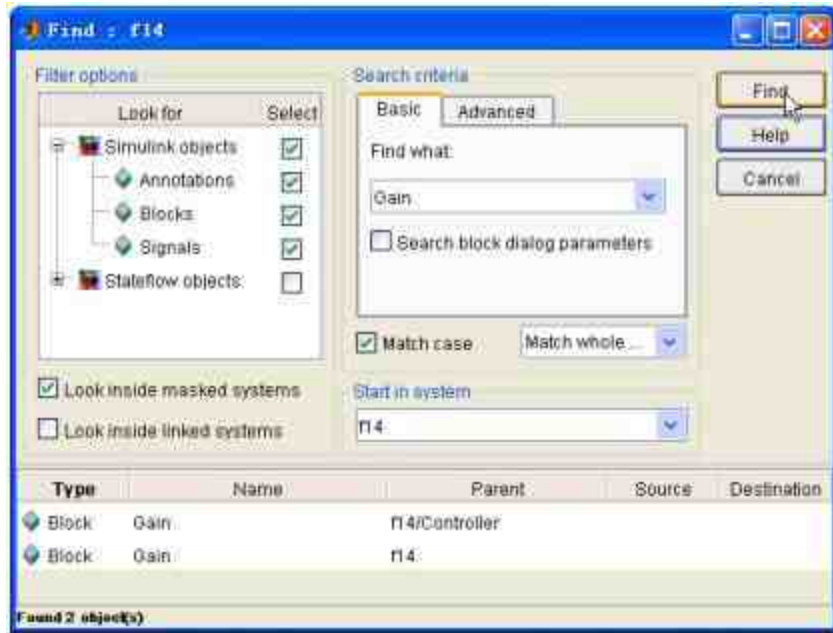 Find : f14
Filter options
Look for Select
Simulink objects
Annotations
Blocks
Signals
Stateflow objects
Look inside masked systems
Look inside linked systems
Search criteria
Basic Advanced
Find what:
Gain
Search block dialog parameters
Match case Match whole ...
Start in system
f14
Find
Help
Cancel
Type Name Parent Source Destination
Block Gain f14/Controller
Block Gain f14
Found 2 object(s)